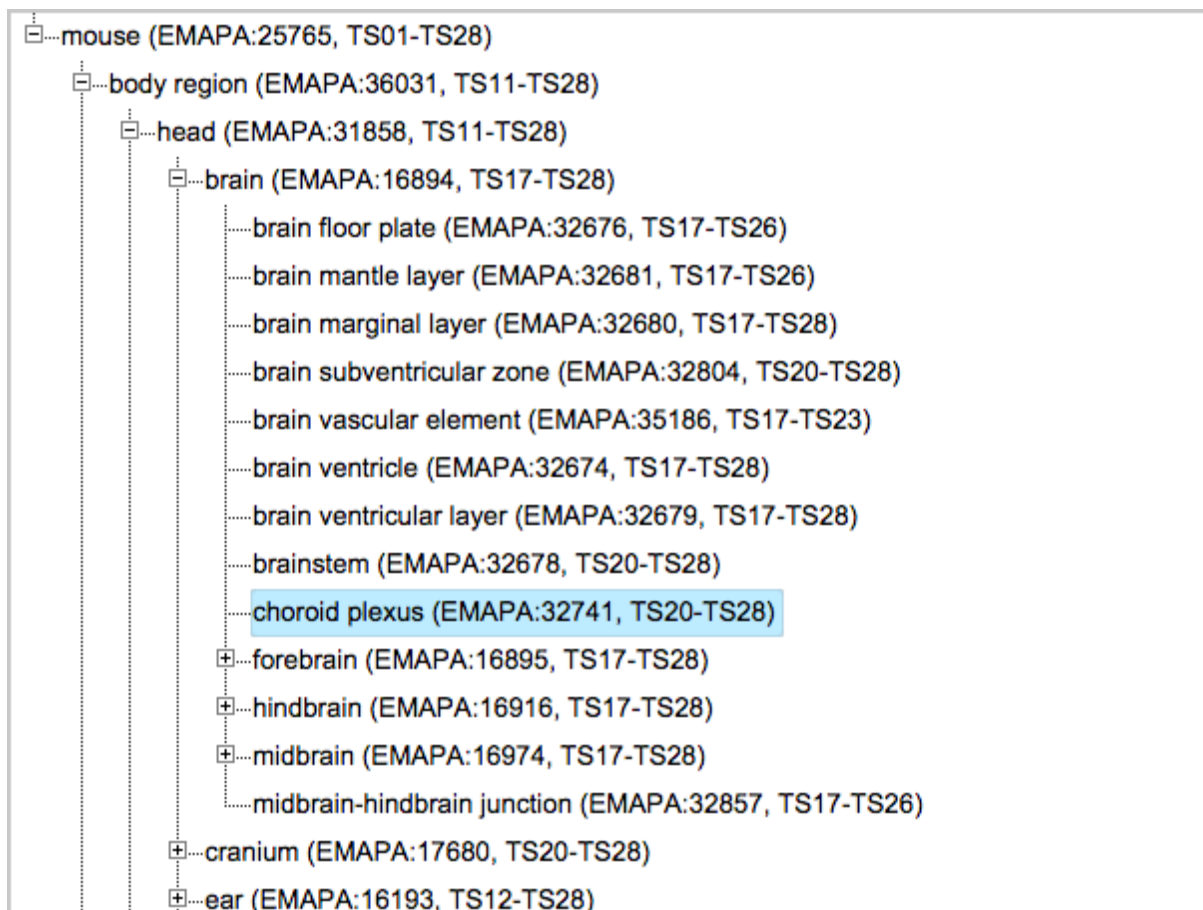 mouse (EMAPA:25765, TS01-TS28)
body region (EMAPA:36031, TS11-TS28)
head (EMAPA:31858, TS11-TS28)
brain (EMAPA:16894, TS17-TS28)
brain floor plate (EMAPA:32676, TS17-TS26)
brain mantle layer (EMAPA:32681, TS17-TS26)
brain marginal layer (EMAPA:32680, TS17-TS28)
brain subventricular zone (EMAPA:32804, TS20-TS28)
brain vascular element (EMAPA:35186, TS17-TS23)
brain ventricle (EMAPA:32674, TS17-TS28)
brain ventricular layer (EMAPA:32679, TS17-TS28)
brainstem (EMAPA:32678, TS20-TS28)
choroid plexus (EMAPA:32741, TS20-TS28)
forebrain (EMAPA:16895, TS17-TS28)
hindbrain (EMAPA:16916, TS17-TS28)
midbrain (EMAPA:16974, TS17-TS28)
midbrain-hindbrain junction (EMAPA:32857, TS17-TS26)
cranium (EMAPA:17680, TS20-TS28)
ear (EMAPA:16193, TS12-TS28)